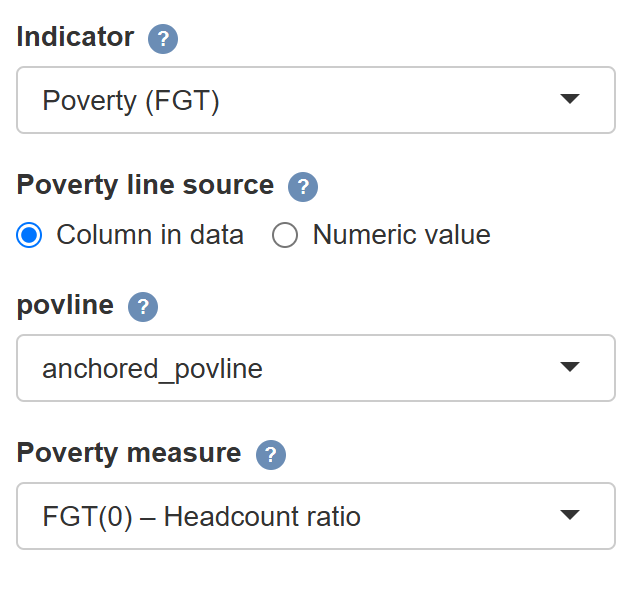 Indicator ?
Poverty (FGT)
Poverty line source ?
Column in data Numeric value
povline ?
anchored_povline
Poverty measure ?
FGT(0) – Headcount ratio